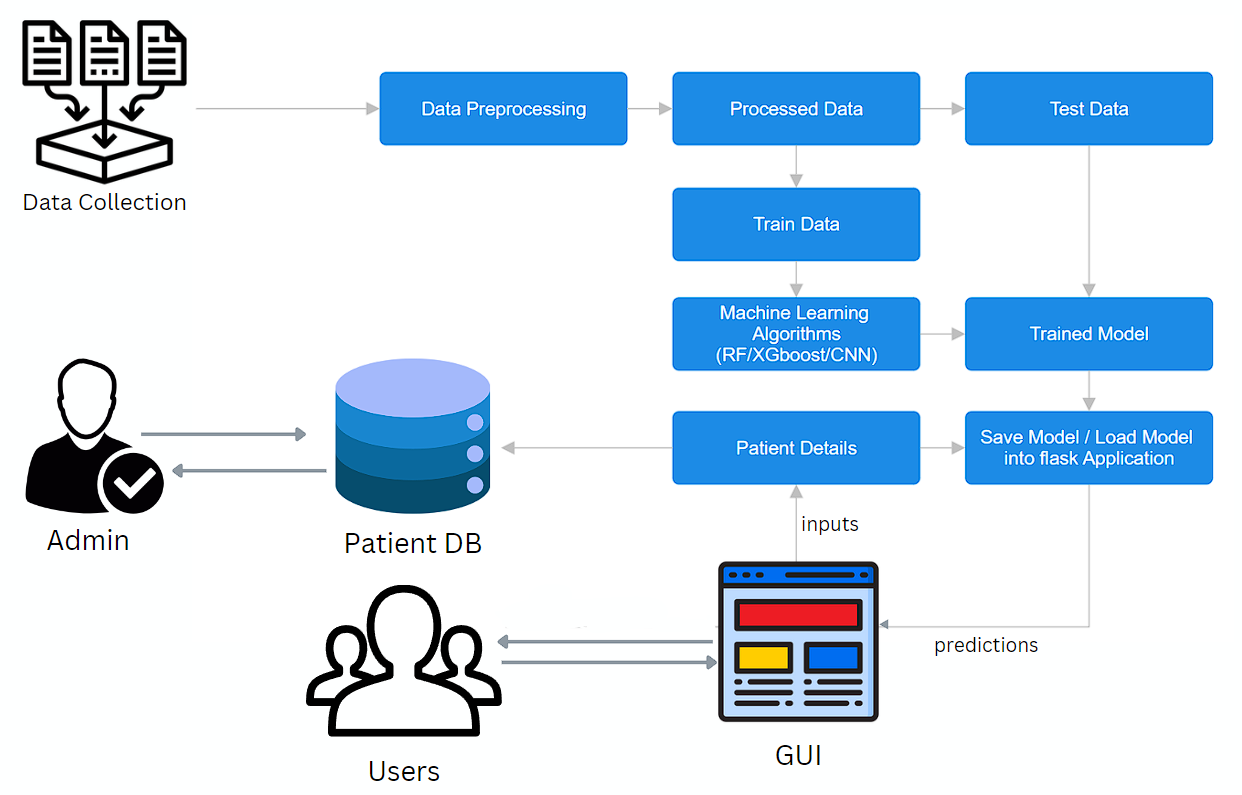 Data Collection
Data Preprocessing
Processed Data
Test Data
Train Data
Machine Learning
Algorithms
(RF/XGboost/CNN)
Trained Model
Patient Details
Save Model / Load Model
into flask Application
Admin
Patient DB
inputs
predictions
Users
GUI